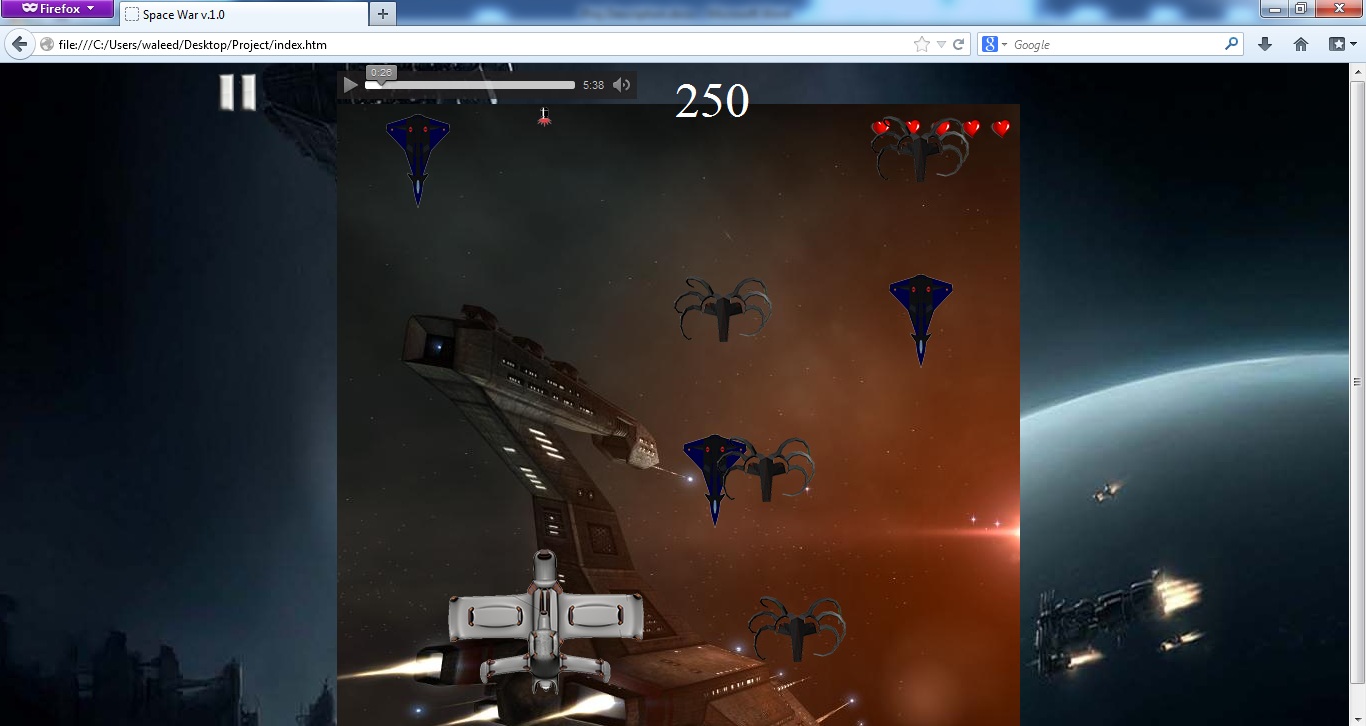 Firefox
Space War v.1.0
file:///C:/Users/waleed/Desktop/Project/index.htm
Google
0:26
5:38
250